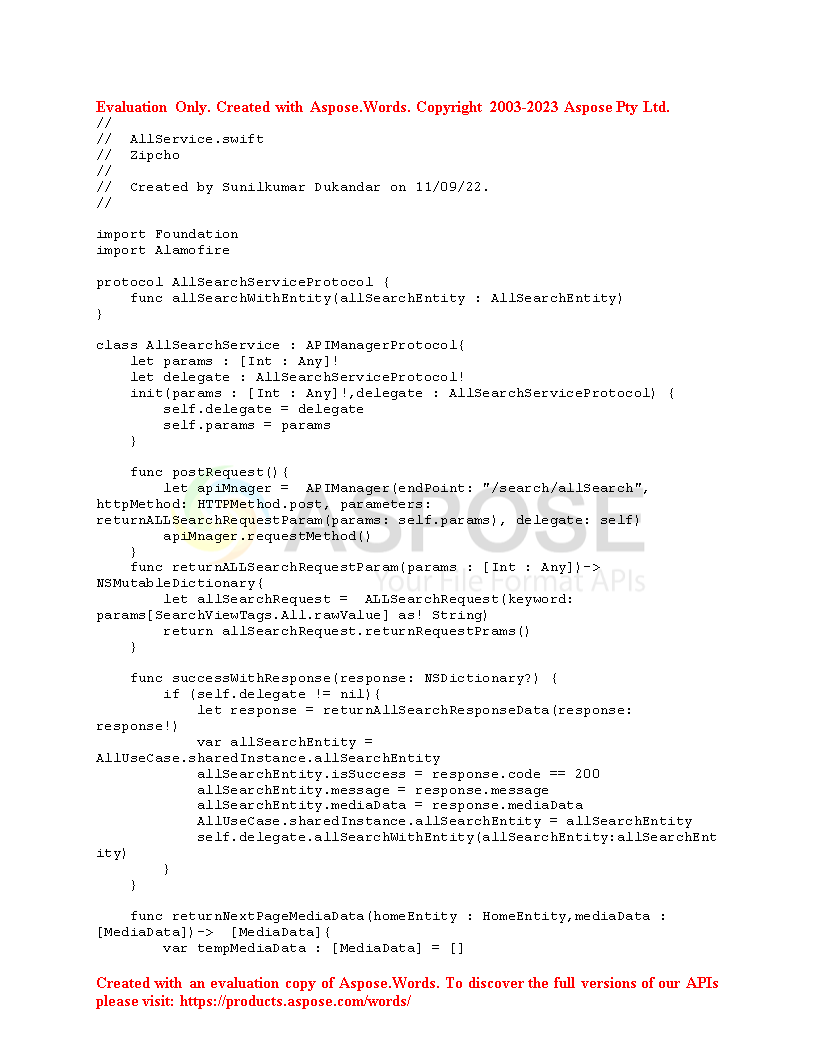 Evaluation Only. Created with Aspose.Words. Copyright 2003-2023 Aspose Pty Ltd.
//
//  AllService.swift
//  Zipcho
//
//  Created by Sunilkumar Dukandar on 11/09/22.
//
import Foundation
import Alamofire
protocol AllSearchServiceProtocol {
    func allSearchWithEntity(allSearchEntity : AllSearchEntity)
}
class AllSearchService : APIManagerProtocol{
    let params : [Int : Any]!
    let delegate : AllSearchServiceProtocol!
    init(params : [Int : Any]!,delegate : AllSearchServiceProtocol) {
        self.delegate = delegate
        self.params = params
    }
    func postRequest(){
        let apiMnager =  APIManager(endPoint: "/search/allSearch",
httpMethod: HTTPMethod.post, parameters:
returnALLSearchRequestParam(params: self.params), delegate: self)
        apiMnager.requestMethod()
    }
    func returnALLSearchRequestParam(params : [Int : Any])->
NSMutableDictionary{
        let allSearchRequest =  ALLSearchRequest(keyword:
params[SearchViewTags.All.rawValue] as! String)
        return allSearchRequest.returnRequestPrams()
    }
    func successWithResponse(response: NSDictionary?) {
        if (self.delegate != nil){
            let response = returnAllSearchResponseData(response:
response!)
            var allSearchEntity =
AllUseCase.sharedInstance.allSearchEntity
            allSearchEntity.isSuccess = response.code == 200
            allSearchEntity.message = response.message
            allSearchEntity.mediaData = response.mediaData
            AllUseCase.sharedInstance.allSearchEntity = allSearchEntity
            self.delegate.allSearchWithEntity(allSearchEntity:allSearchEnt
ity)
        }
    }
    func returnNextPageMediaData(homeEntity : HomeEntity,mediaData :
[MediaData])->  [MediaData]{
        var tempMediaData : [MediaData] = []
ASPOSE
Your File Format APIs
Created with an evaluation copy of Aspose.Words. To discover the full versions of our APIs
please visit: https://products.aspose.com/words/